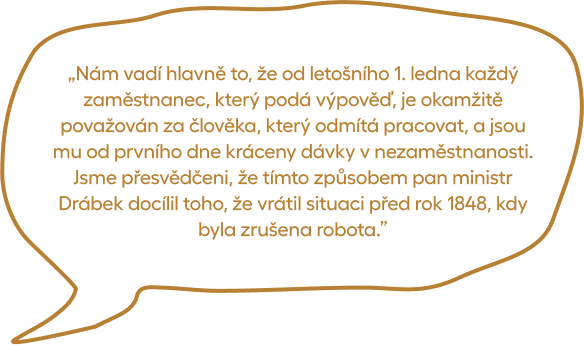 „Nám vadí hlavně to, že od letošního 1. ledna každý
zaměstnanec, který podá výpověď, je okamžitě
považován za člověka, který odmítá pracovat, a jsou
mu od prvního dne kráceny dávky v nezaměstnanosti.
Jsme přesvědčeni, že tímto způsobem pan ministr
Drábek docílil toho, že vrátil situaci před rok 1848, kdy
byla zrušena robota.”